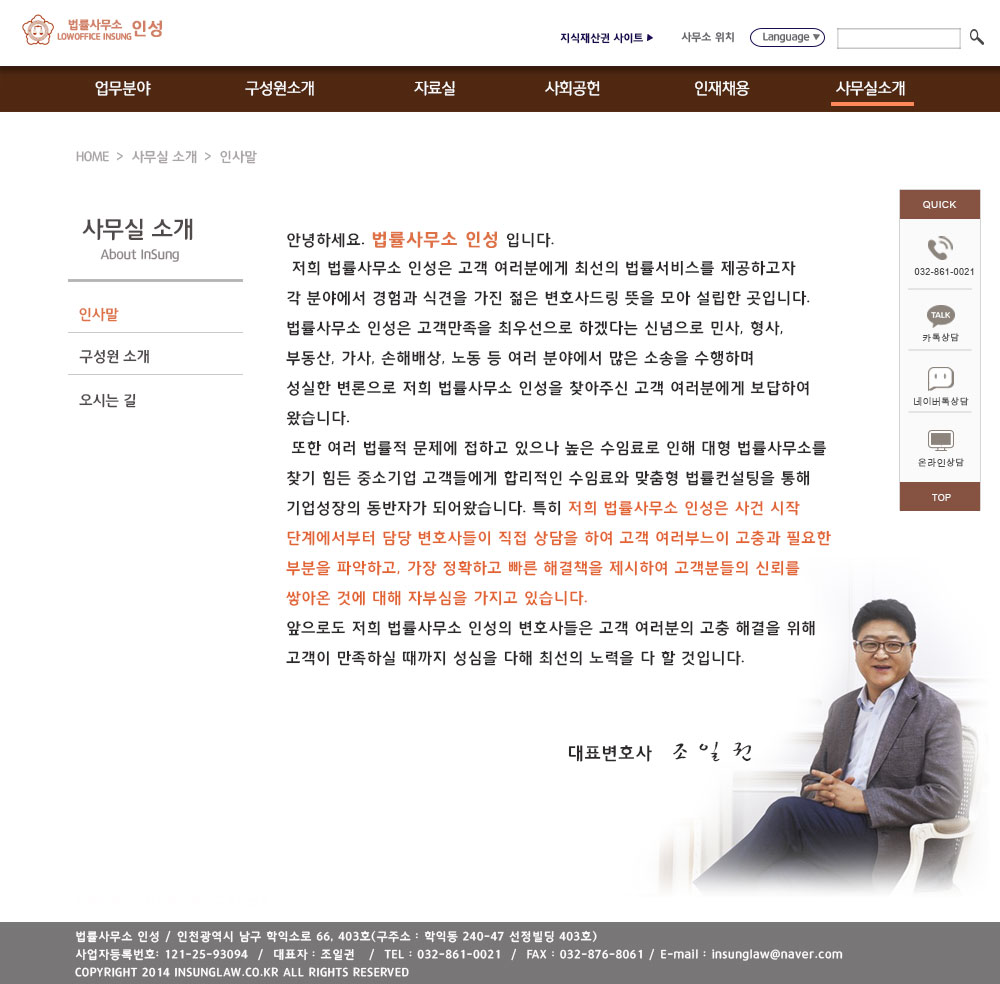 법률사무소 인성
LOWOFFICE INSUNG
지식재산권 사이트 ▶
사무소 위치
Language ▼
업무분야 구성원소개 자료실 사회공헌 인재채용 사무실소개
HOME > 사무실 소개 > 인사말
사무실 소개
About InSung
인사말
구성원 소개
오시는 길
안녕하세요. 법률사무소 인성 입니다.
저희 법률사무소 인성은 고객 여러분에게 최선의 법률서비스를 제공하고자
각 분야에서 경험과 식견을 가진 젊은 변호사드링 뜻을 모아 설립한 곳입니다.
법률사무소 인성은 고객만족을 최우선으로 하겠다는 신념으로 민사, 형사,
부동산, 가사, 손해배상, 노동 등 여러 분야에서 많은 소송을 수행하며
성실한 변론으로 저희 법률사무소 인성을 찾아주신 고객 여러분에게 보답하여
왔습니다.
또한 여러 법률적 문제에 접하고 있으나 높은 수임료로 인해 대형 법률사무소를
찾기 힘든 중소기업 고객들에게 합리적인 수임료와 맞춤형 법률컨설팅을 통해
기업성장의 동반자가 되어왔습니다. 특히 저희 법률사무소 인성은 사건 시작
단계에서부터 담당 변호사들이 직접 상담을 하여 고객 여러부느이 고충과 필요한
부분을 파악하고, 가장 정확하고 빠른 해결책을 제시하여 고객분들의 신뢰를
쌓아온 것에 대해 자부심을 가지고 있습니다.
앞으로도 저희 법률사무소 인성의 변호사들은 고객 여러분의 고충 해결을 위해
고객이 만족하실 때까지 성심을 다해 최선의 노력을 다 할 것입니다.
대표변호사 조 일 권
QUICK
032-861-0021
TALK
카톡상담
네이버톡상담
온라인상담
TOP
법률사무소 인성 / 인천광역시 남구 학익소로 66, 403호(구주소 : 학익동 240-47 선정빌딩 403호)
사업자등록번호: 121-25-93094 / 대표자 : 조일권 / TEL : 032-861-0021 / FAX : 032-876-8061 / E-mail : insunglaw@naver.com
COPYRIGHT 2014 INSUNGLAW.CO.KR ALL RIGHTS RESERVED